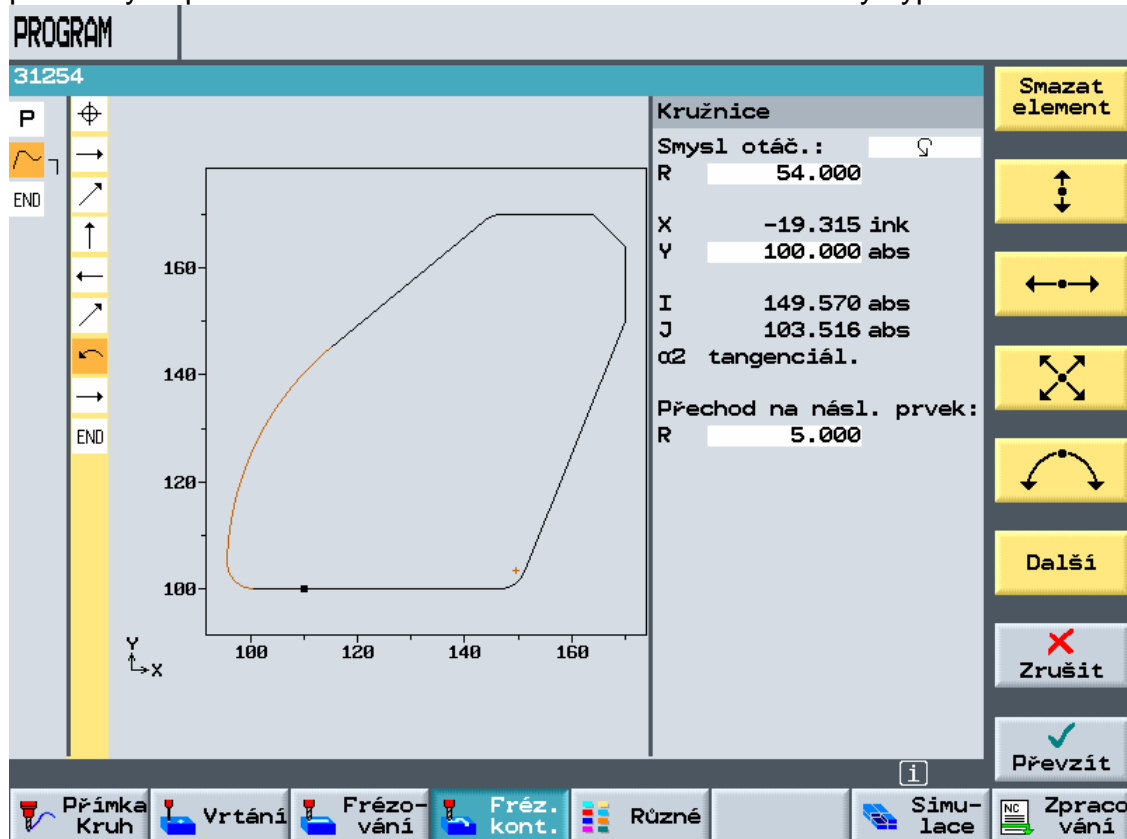 PROGRAM
31254
P
END
END
160
140
120
100
100
120
140
160
Y
X
Kružnice
Smysl otáč.:
R 54.000
X -19.315 ink
Y 100.000 abs
I 149.570 abs
J 103.516 abs
α2 tangenciál.
Přechod na násl. prvek:
R 5.000
Smazat
element
Další
Zrušit
Převzít
i
Přímka
Kruh
Vrtání
Frézo-
vání
Fréz.
kont.
Různé
Simu-
lace
NC
Zpraco
vání